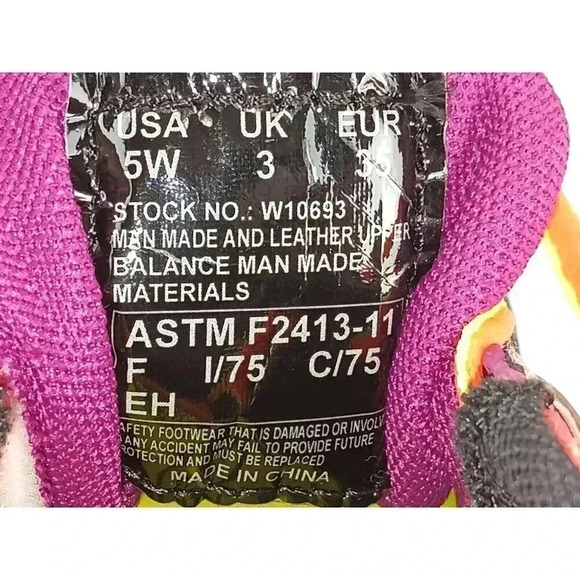 USA UK EUR
5W 3 35
STOCK NO.: W10693
MAN MADE AND LEATHER UPPER
BALANCE MAN MADE
MATERIALS
ASTM F2413-11
F I/75 C/75
EH
SAFETY FOOTWEAR THAT IS DAMAGED OR INVOLV
ANY ACCIDENT MAY FAIL TO PROVIDE FUTURE
PROTECTION AND MUST BE REPLACED
MADE IN CHINA